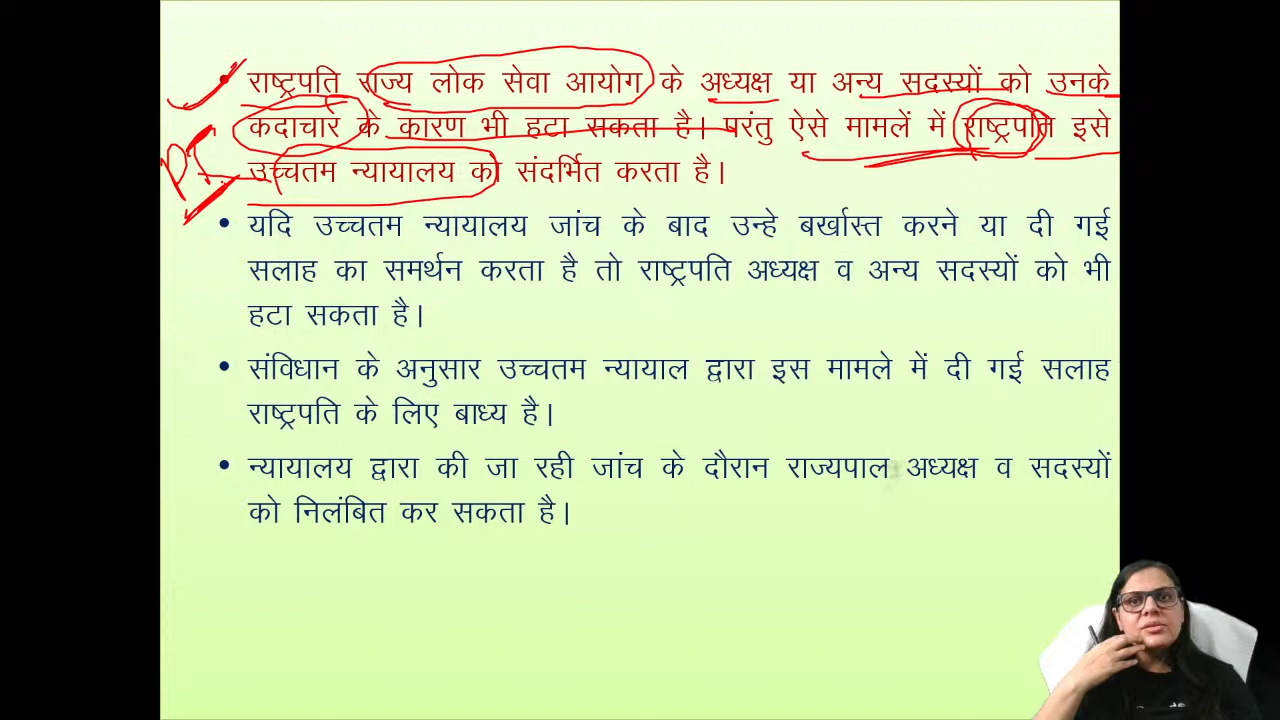 • राष्ट्रपति राज्य लोक सेवा आयोग के अध्यक्ष या अन्य सदस्यों को उनके
कदाचार के कारण भी हटा सकता है। परंतु ऐसे मामलें में राष्ट्रपति इसे
उच्चतम न्यायालय को संदर्भित करता है।
• यदि उच्चतम न्यायालय जांच के बाद उन्हे बर्खास्त करने या दी गई
सलाह का समर्थन करता है तो राष्ट्रपति अध्यक्ष व अन्य सदस्यों को भी
हटा सकता है।
• संविधान के अनुसार उच्चतम न्यायाल द्वारा इस मामले में दी गई सलाह
राष्ट्रपति के लिए बाध्य है।
• न्यायालय द्वारा की जा रही जांच के दौरान राज्यपाल अध्यक्ष व सदस्यों
को निलंबित कर सकता है।